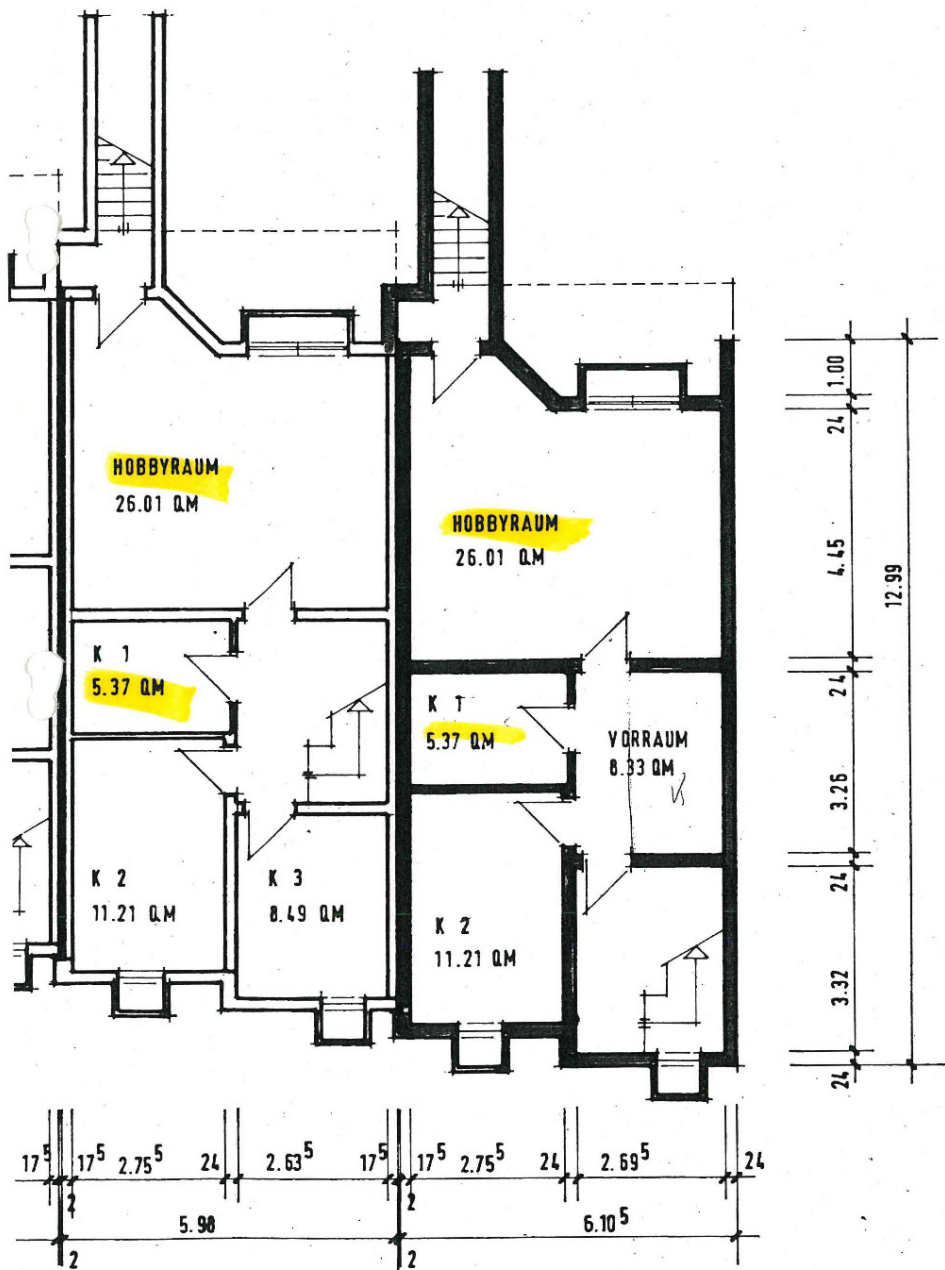 HOBBYRAUM
26.01 QM
HOBBYRAUM
26.01 QM
K 1
5.37 QM
K 1
5.37 QM
VORRAUM
8.33 QM
K 2
11.21 QM
K 3
8.49 QM
K 2
11.21 QM
1.00
24
4.45
12.99
24
3.26
24
3.32
24
17⁵ 17⁵ 2.75⁵ 24 2.63⁵ 17⁵ 17⁵ 2.75⁵ 24 2.69⁵ 24
2 2
5.98 6.10⁵
2 2